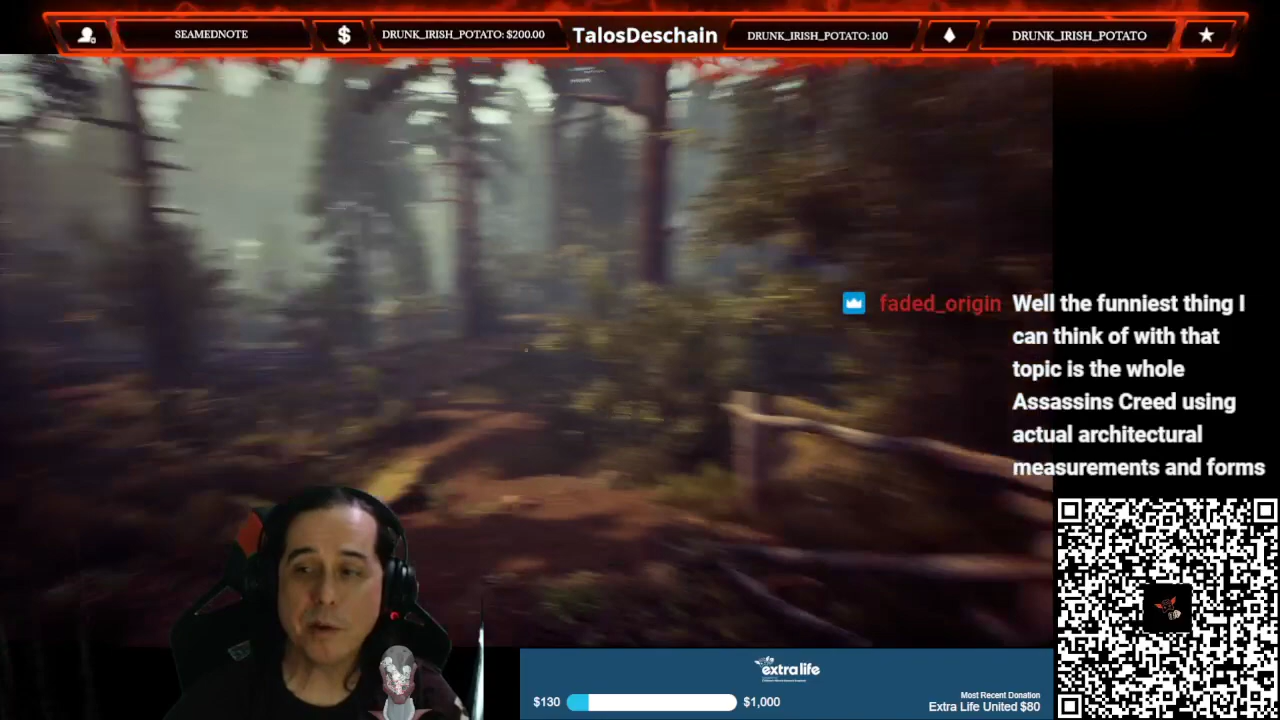 SEAMEDNOTE
$
DRUNK_IRISH_POTATO: $200.00
TalosDeschain
DRUNK_IRISH_POTATO: 100
DRUNK_IRISH_POTATO
faded_origin Well the funniest thing I
can think of with that
topic is the whole
Assassins Creed using
actual architectural
measurements and forms
extra life
$130
$1,000
Most Recent Donation
Extra Life United $80